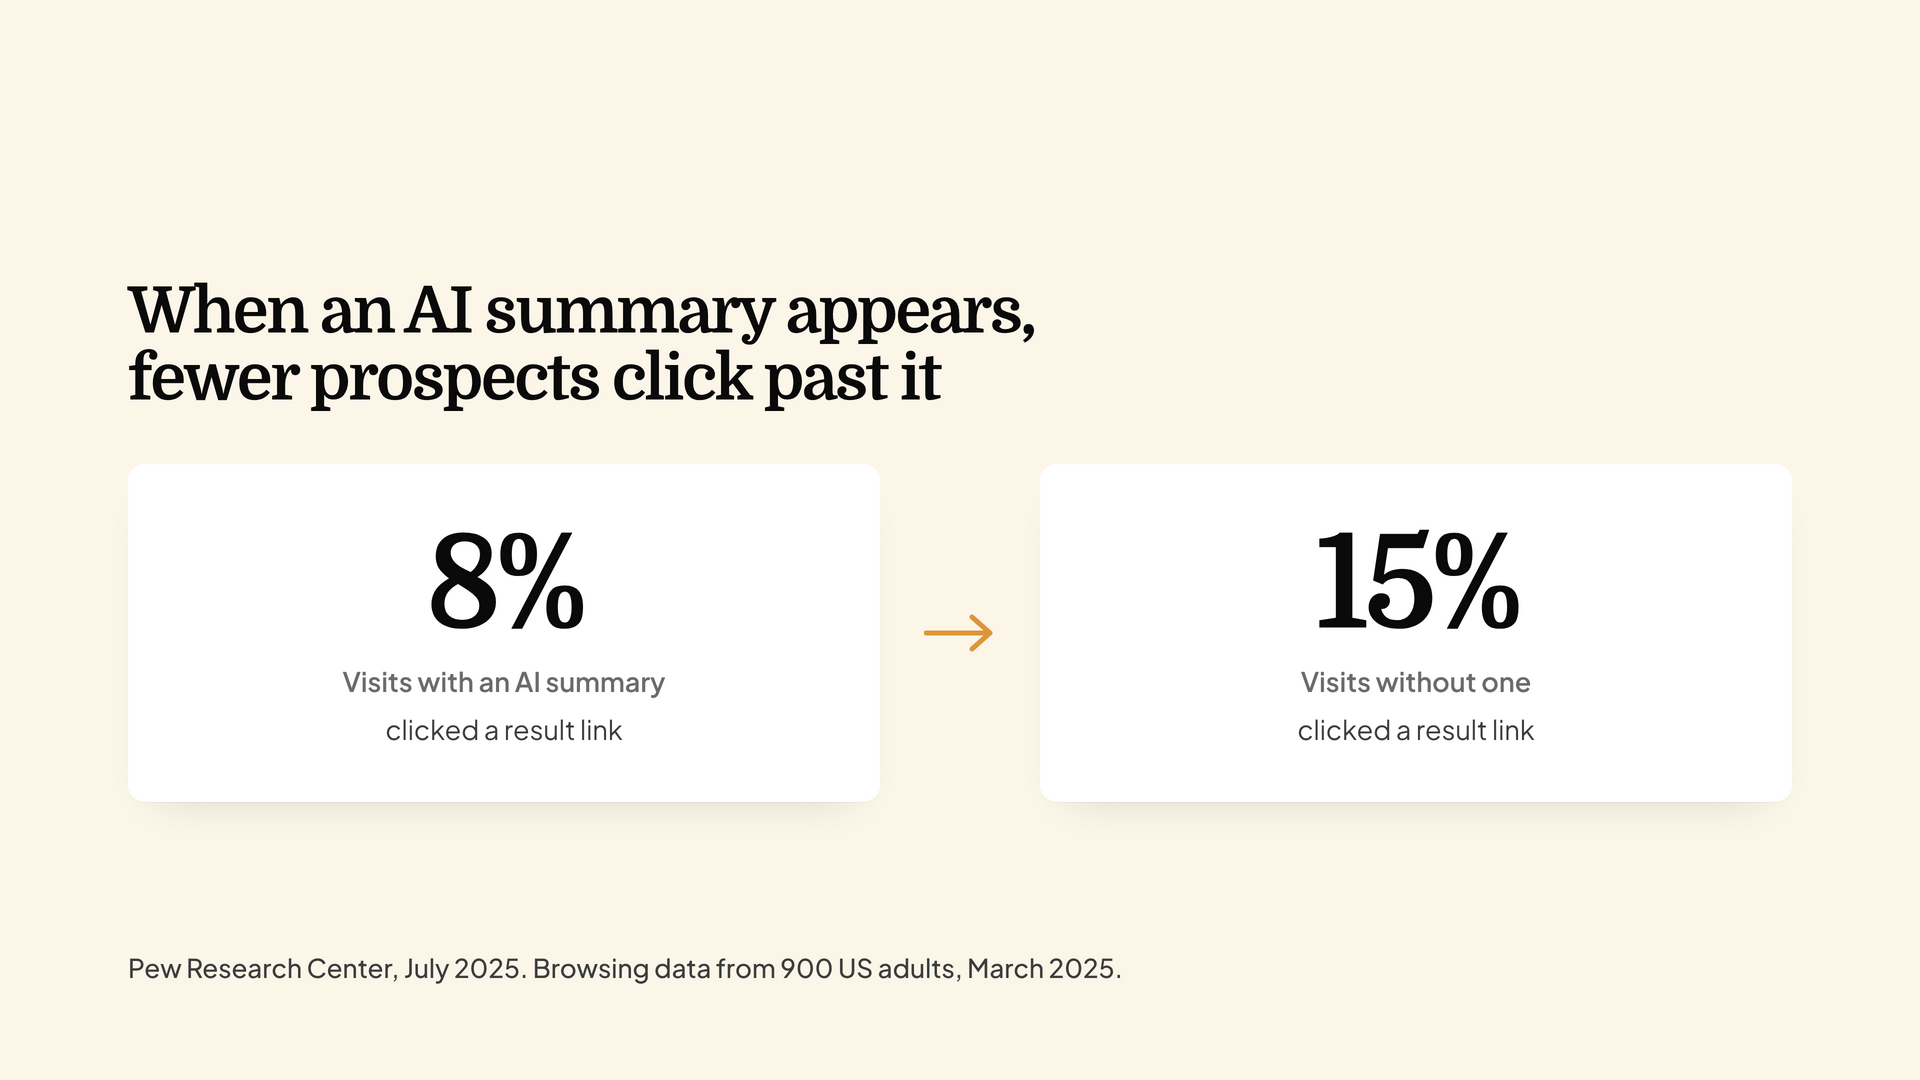 When an AI summary appears,
fewer prospects click past it
8%
Visits with an AI summary
clicked a result link
15%
Visits without one
clicked a result link
Pew Research Center, July 2025. Browsing data from 900 US adults, March 2025.